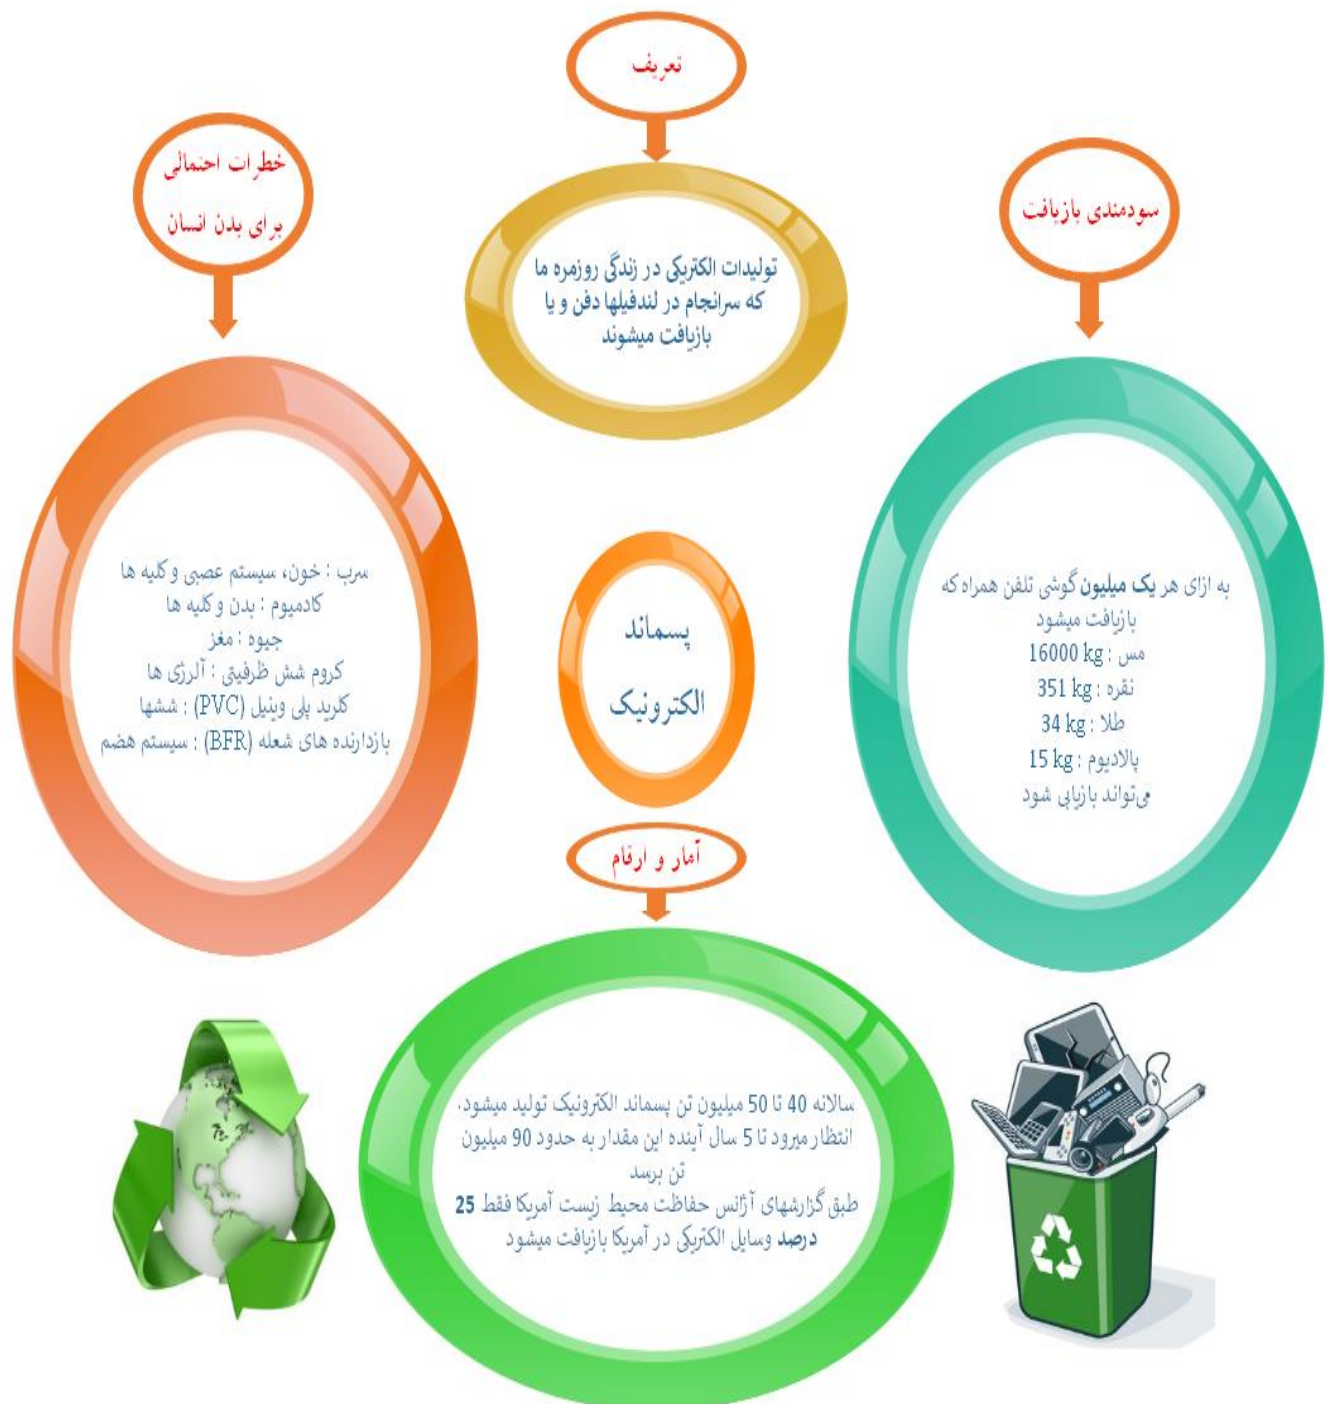 تعریف
تولیدات الکتریکی در زندگی روزمره ما
که سرانجام در لندفیلها دفن و یا
بازیافت میشوند
سودمندی بازیافت
به ازای هر یک میلیون گوشی تلفن همراه که
بازیافت میشود
مس : 16000 kg
نقره : 351 kg
طلا : 34 kg
پالادیوم : 15 kg
می‌تواند بازیابی شود
خطرات احتمالی
برای بدن انسان
سرب : خون، سیستم عصبی و کلیه ها
کادمیوم : بدن و کلیه ها
جیوه : مغز
کروم شش ظرفیتی : آلرژی ها
کلرید پلی وینیل (PVC) : ششها
بازدارنده های شعله (BFR) : سیستم هضم
پسماند
الکترونیک
آمار و ارقام
سالانه 40 تا 50 میلیون تن پسماند الکترونیک تولید میشود.
انتظار میرود تا 5 سال آینده این مقدار به حدود 90 میلیون
تن برسد
طبق گزارشهای آژانس حفاظت محیط زیست آمریکا فقط 25
درصد وسایل الکتریکی در آمریکا بازیافت میشود